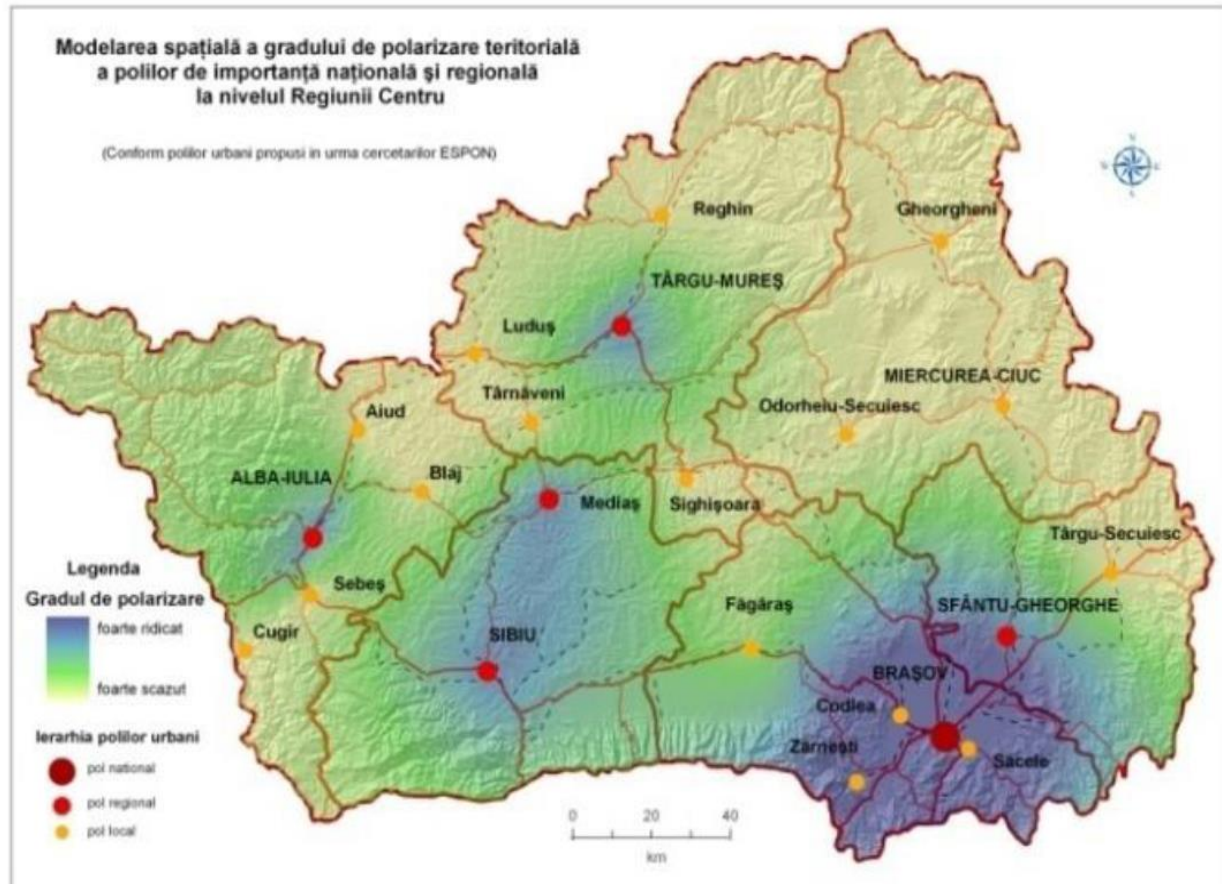 Modelarea spațială a gradului de polarizare teritorială
a polilor de importanță națională și regională
la nivelul Regiunii Centru
(Conform polilor urbani propusi in urma cercetarilor ESPON)
N
Reghin
Gheorgheni
TÂRGU-MUREȘ
Luduș
MIERCUREA-CIUC
Târnăveni
Odorheiu-Secuiesc
Aiud
ALBA-IULIA
Blaj
Mediaș
Sighișoara
Târgu-Secuiesc
Legenda
Sebeș
Gradul de polarizare
Făgăraș
SFÂNTU-GHEORGHE
foarte ridicat
Cugir
SIBIU
BRAȘOV
foarte scazut
Codlea
Ierarhia polilor urbani
Zărnești
Săcele
pol national
pol regional
0 20 40
pol local
km